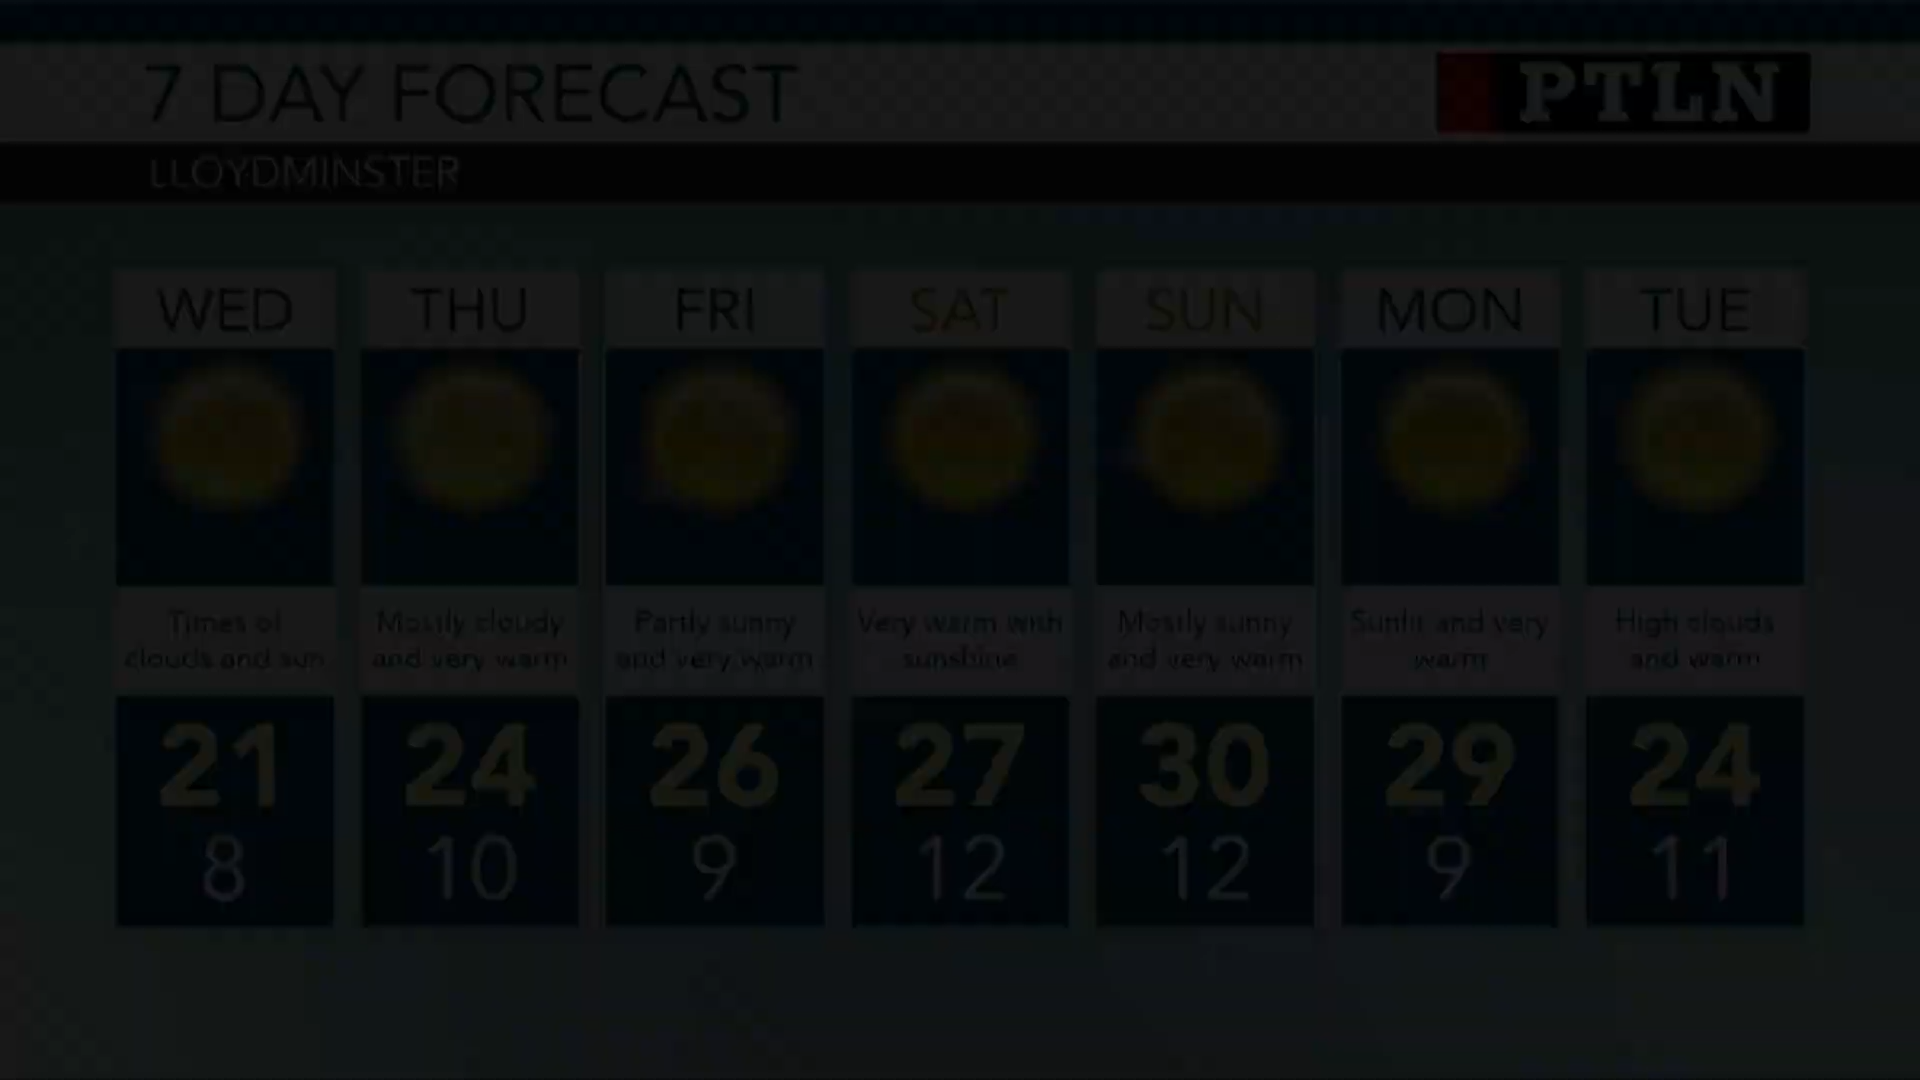 7 DAY FORECAST
PTLN
LLOYDMINSTER
WED THU FRI SAT SUN MON TUE
Times of clouds and sun
Mostly cloudy and very warm
Partly sunny and very warm
Very warm with sunshine
Mostly sunny and very warm
Sunlit and very warm
High clouds and warm
21 24 26 27 30 29 24
8 10 9 12 12 9 11